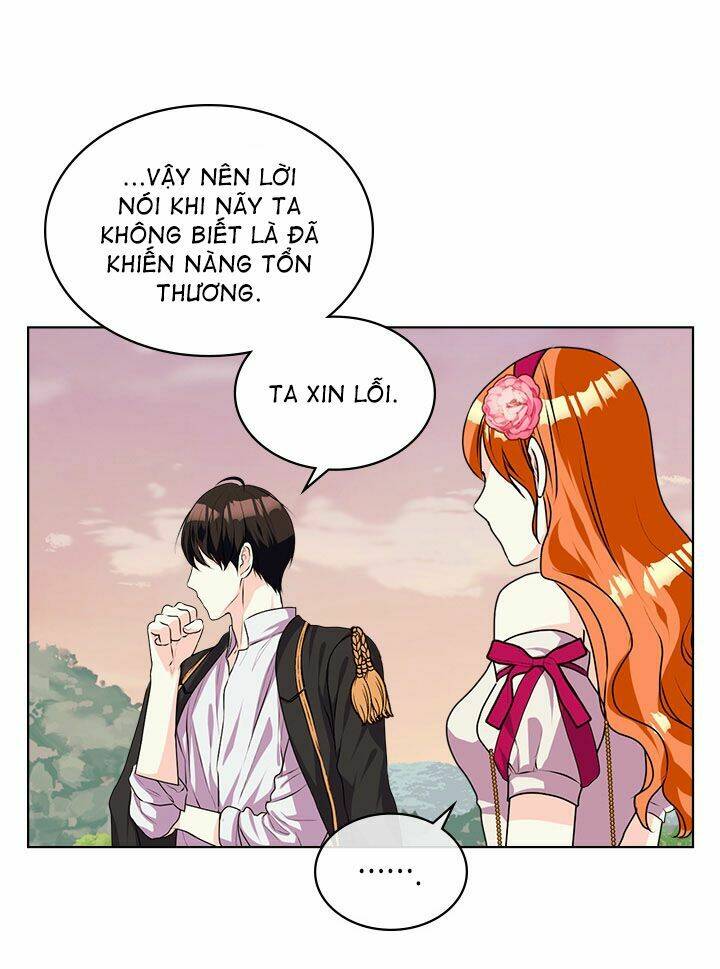 ...VẬY NÊN LỜI
NÓI KHI NÃY TA
KHÔNG BIẾT LÀ ĐÃ
KHIẾN NÀNG TỔN
THƯƠNG.
TA XIN LỖI.
.......